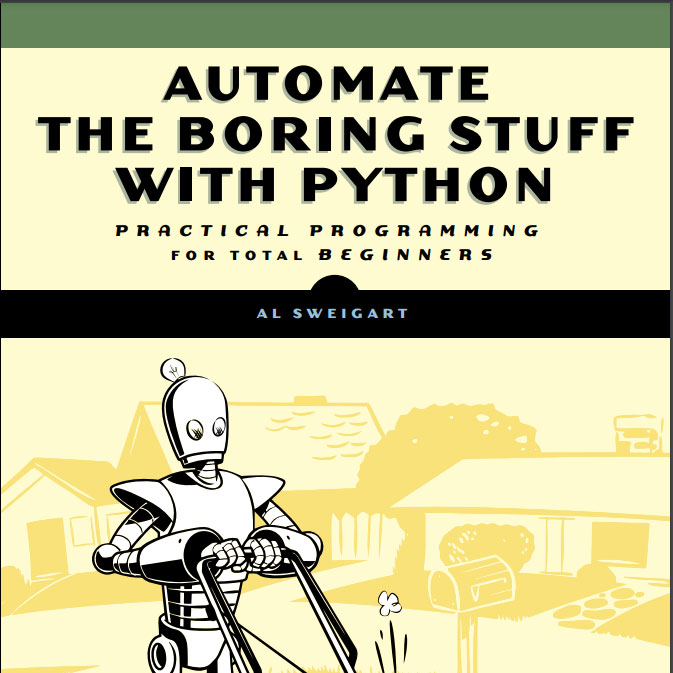 AUTOMATE
THE BORING STUFF
WITH PYTHON
PRACTICAL PROGRAMMING
FOR TOTAL BEGINNERS
AL SWEIGART